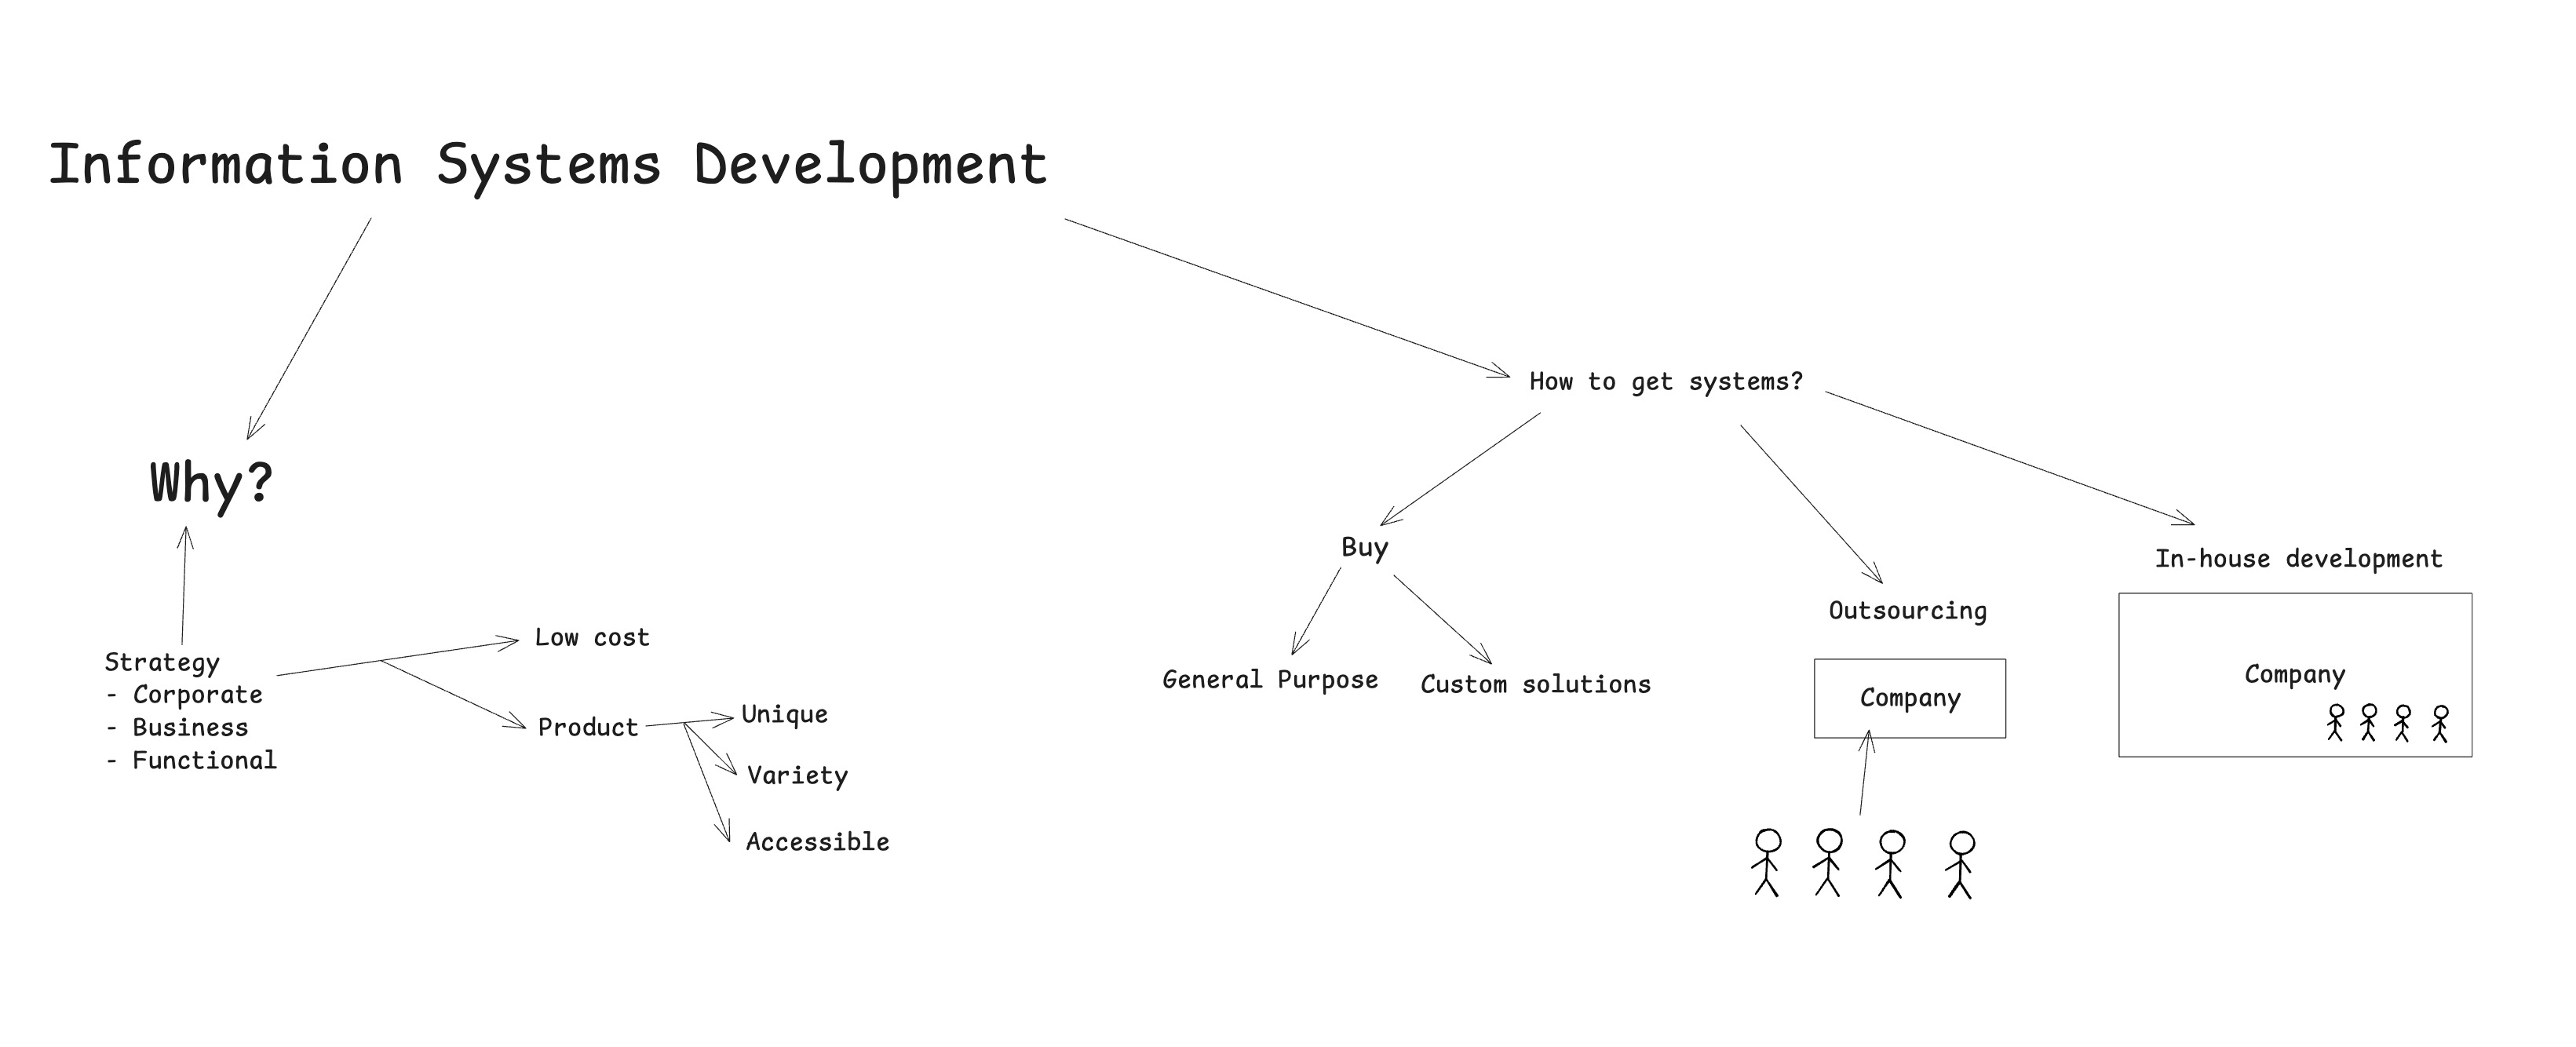 Information Systems Development
Why?
Strategy
- Corporate
- Business
- Functional
Low cost
Product
Unique
Variety
Accessible
How to get systems?
Buy
General Purpose
Custom solutions
Outsourcing
Company
In-house development
Company